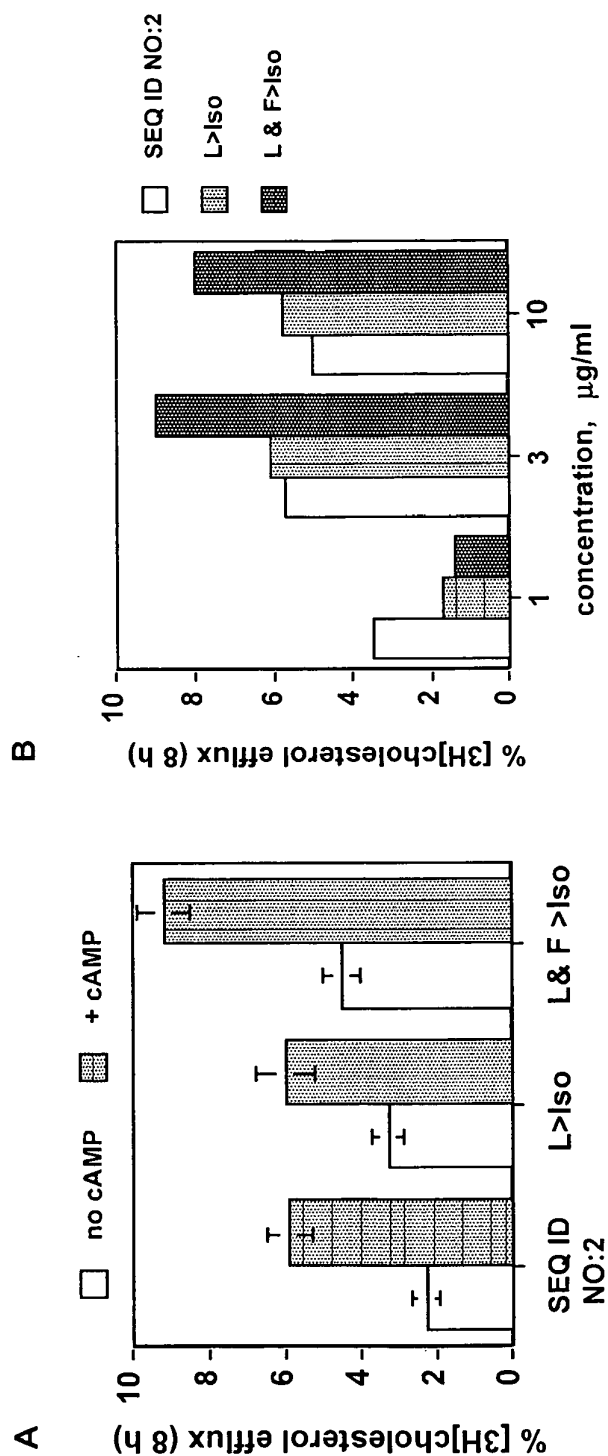 A
no cAMP
+ cAMP
% [3H]cholesterol efflux (8 h)
10
8
6
4
2
0
SEQ ID
NO:2
L>Iso
L& F >Iso
B
SEQ ID NO:2
L>Iso
L & F>Iso
% [3H]cholesterol efflux (8 h)
10
8
6
4
2
0
1
3
10
concentration, µg/ml